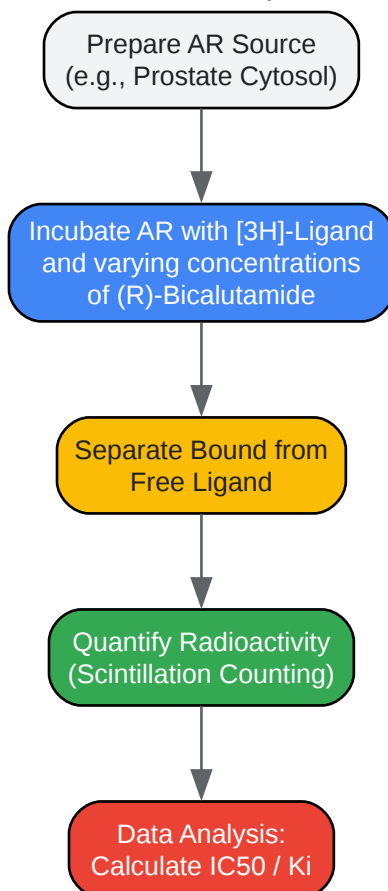 Prepare AR Source
(e.g., Prostate Cytosol)
Incubate AR with [3H]-Ligand
and varying concentrations
of (R)-Bicalutamide
Separate Bound from
Free Ligand
Quantify Radioactivity
(Scintillation Counting)
Data Analysis:
Calculate IC50 / Ki